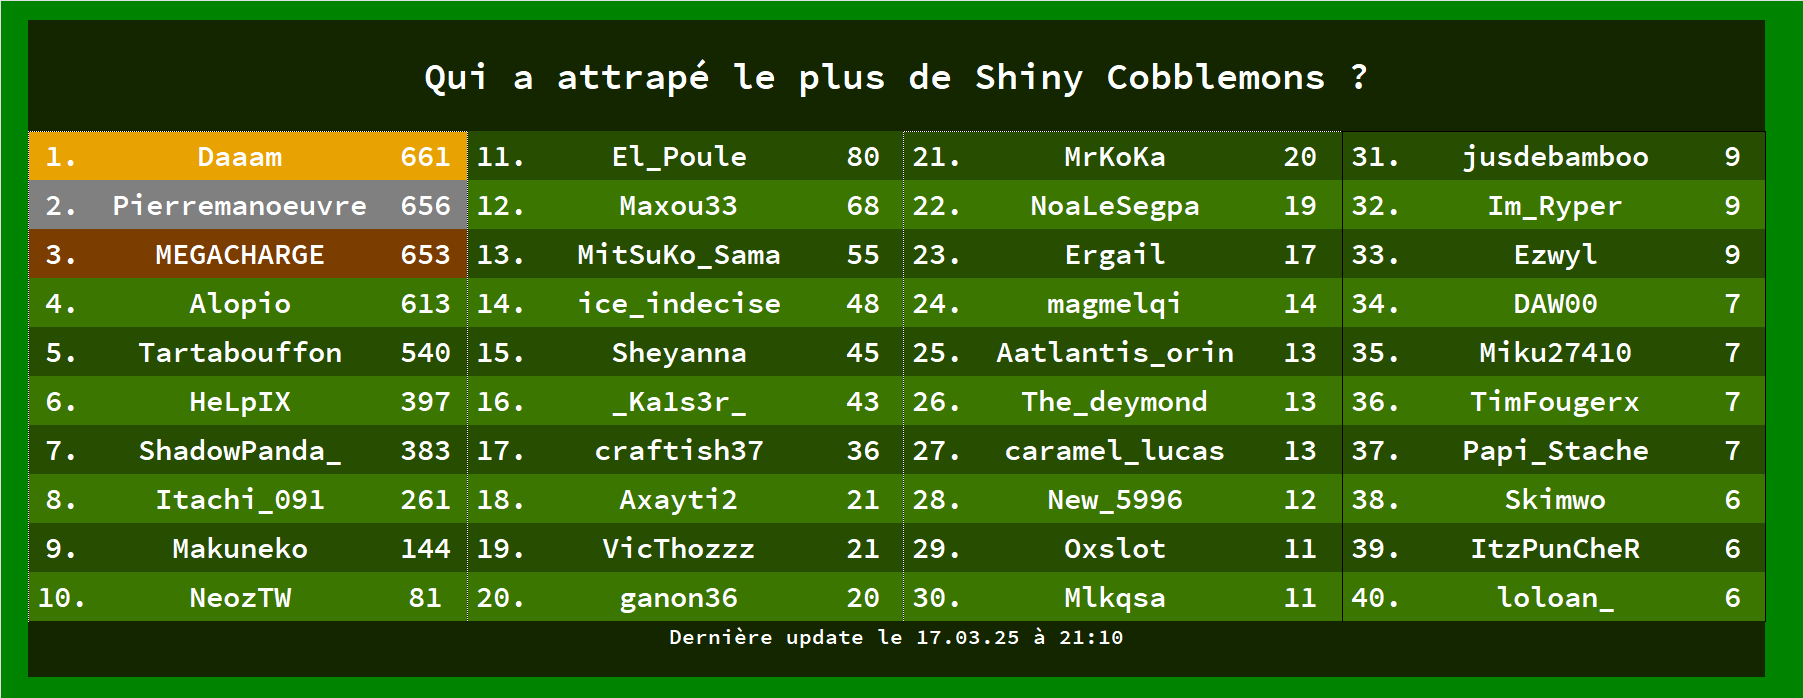 Qui a attrapé le plus de Shiny Cobblemons ?
1. Daaam 661 11. El_Poule 80 21. MrKoKa 20 31. jusdebamboo 9
2. Pierremanoeuvre 656 12. Maxou33 68 22. NoaLeSegpa 19 32. Im_Ryper 9
3. MEGACHARGE 653 13. MitSuKo_Sama 55 23. Ergail 17 33. Ezwyl 9
4. Alopio 613 14. ice_indecise 48 24. magmelqi 14 34. DAW00 7
5. Tartabouffon 540 15. Sheyanna 45 25. Aatlantis_orin 13 35. Miku27410 7
6. HeLpIX 397 16. _Ka1s3r_ 43 26. The_deymond 13 36. TimFougerx 7
7. ShadowPanda_ 383 17. craftish37 36 27. caramel_lucas 13 37. Papi_Stache 7
8. Itachi_091 261 18. Axayti2 21 28. New_5996 12 38. Skimwo 6
9. Makuneko 144 19. VicThozzz 21 29. Oxslot 11 39. ItzPunCheR 6
10. NeozTW 81 20. ganon36 20 30. Mlkqsa 11 40. loloan_ 6
Dernière update le 17.03.25 à 21:10